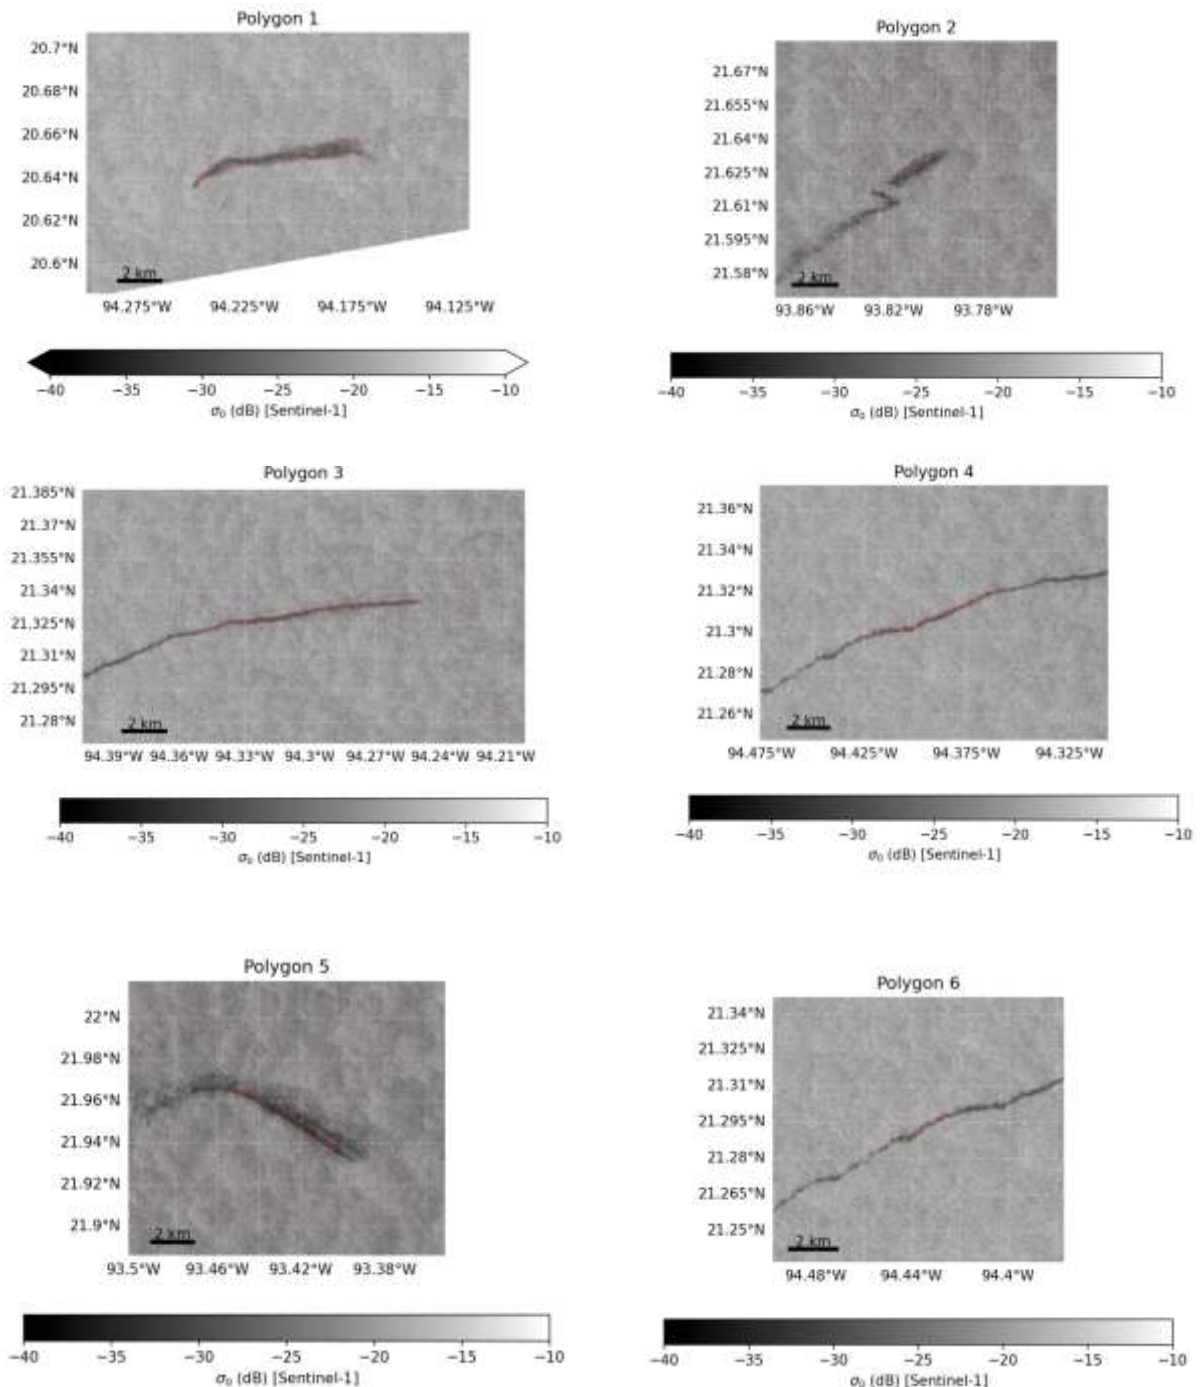 Polygon 1
20.7°N
20.68°N
20.66°N
20.64°N
20.62°N
20.6°N
2 km
94.275°W 94.225°W 94.175°W 94.125°W
−40 −35 −30 −25 −20 −15 −10
σ₀ (dB) [Sentinel-1]
Polygon 2
21.67°N
21.655°N
21.64°N
21.625°N
21.61°N
21.595°N
21.58°N
2 km
93.86°W 93.82°W 93.78°W
−40 −35 −30 −25 −20 −15 −10
σ₀ (dB) [Sentinel-1]
Polygon 3
21.385°N
21.37°N
21.355°N
21.34°N
21.325°N
21.31°N
21.295°N
21.28°N
2 km
94.39°W 94.36°W 94.33°W 94.3°W 94.27°W 94.24°W 94.21°W
−40 −35 −30 −25 −20 −15 −10
σ₀ (dB) [Sentinel-1]
Polygon 4
21.36°N
21.34°N
21.32°N
21.3°N
21.28°N
21.26°N
2 km
94.475°W 94.425°W 94.375°W 94.325°W
−40 −35 −30 −25 −20 −15 −10
σ₀ (dB) [Sentinel-1]
Polygon 5
22°N
21.98°N
21.96°N
21.94°N
21.92°N
21.9°N
2 km
93.5°W 93.46°W 93.42°W 93.38°W
−40 −35 −30 −25 −20 −15 −10
σ₀ (dB) [Sentinel-1]
Polygon 6
21.34°N
21.325°N
21.31°N
21.295°N
21.28°N
21.265°N
21.25°N
2 km
94.48°W 94.44°W 94.4°W
−40 −35 −30 −25 −20 −15 −10
σ₀ (dB) [Sentinel-1]